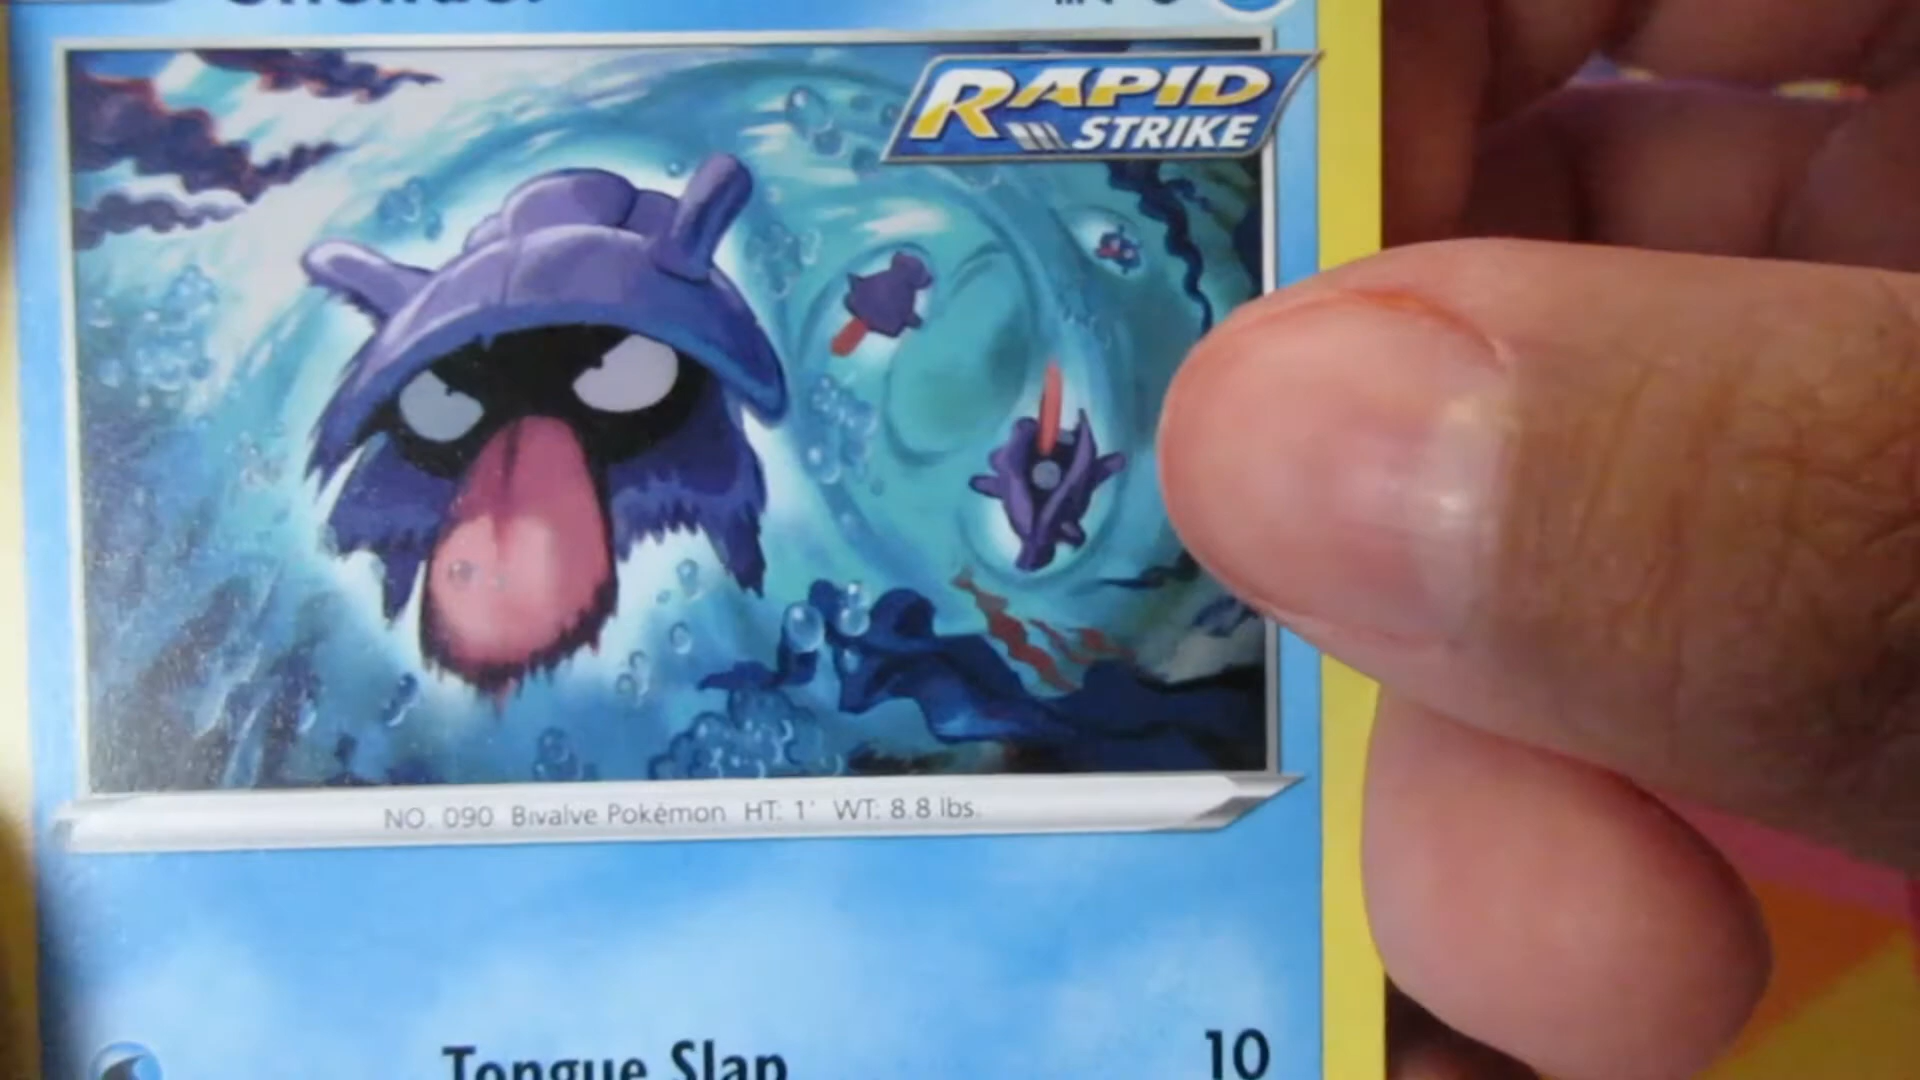 RAPID
STRIKE
NO. 090 Bivalve Pokémon HT: 1' WT: 8.8 lbs.
Tongue Slap 10